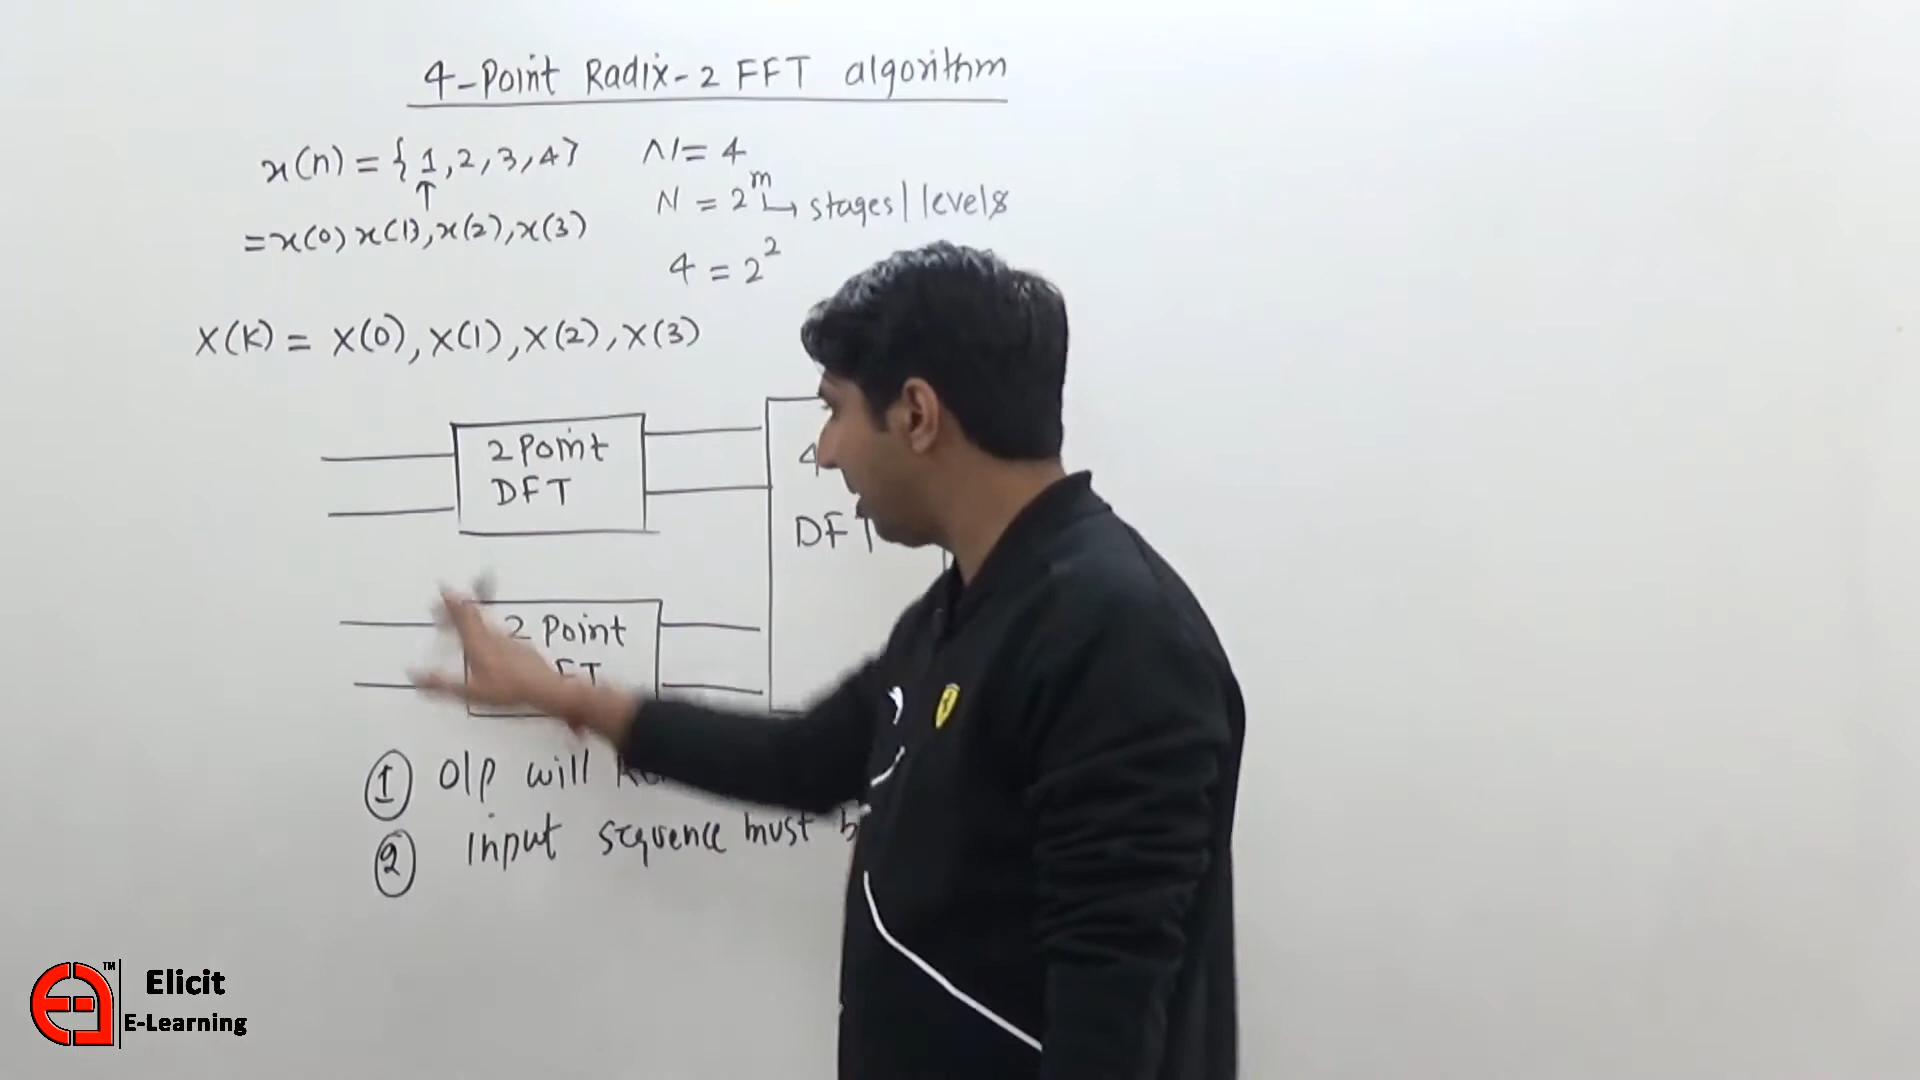 4-Point Radix-2 FFT algorithm
x(n) = { 1, 2, 3, 4 }
↑
= x(0) x(1), x(2), x(3)
N = 4
N = 2^m → stages / levels
4 = 2^2
X(K) = X(0), X(1), X(2), X(3)
2 Point
DFT
4
DFT
2 Point
①  O/P will
② input sequence must
TM
Elicit
E-Learning